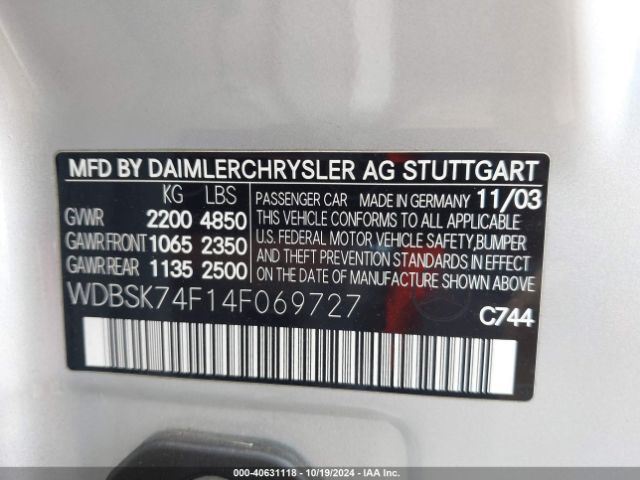 MFD BY DAIMLERCHRYSLER AG STUTTGART
KG LBS
GVWR 2200 4850
GAWR FRONT 1065 2350
GAWR REAR 1135 2500
PASSENGER CAR MADE IN GERMANY 11/03
THIS VEHICLE CONFORMS TO ALL APPLICABLE
U.S. FEDERAL MOTOR VEHICLE SAFETY, BUMPER
AND THEFT PREVENTION STANDARDS IN EFFECT
ON THE DATE OF MANUFACTURE SHOWN ABOVE
WDBSK74F14F069727
C744
000-40631118 | 10/19/2024 | IAA Inc.